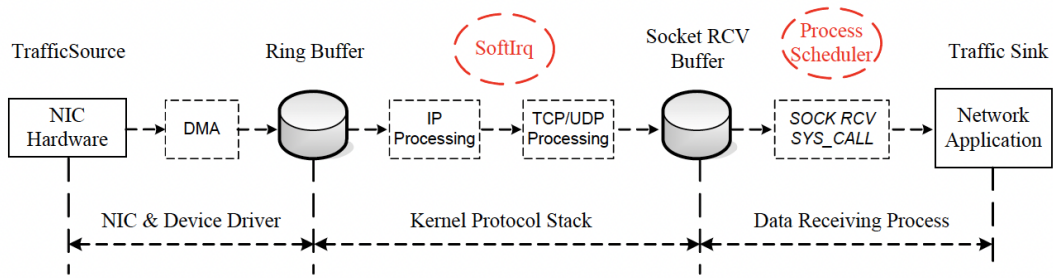 TrafficSource
Ring Buffer
SoftIrq
Socket RCV
Buffer
Process
Scheduler
Traffic Sink
NIC
Hardware
DMA
IP
Processing
TCP/UDP
Processing
SOCK RCV
SYS_CALL
Network
Application
NIC & Device Driver
Kernel Protocol Stack
Data Receiving Process